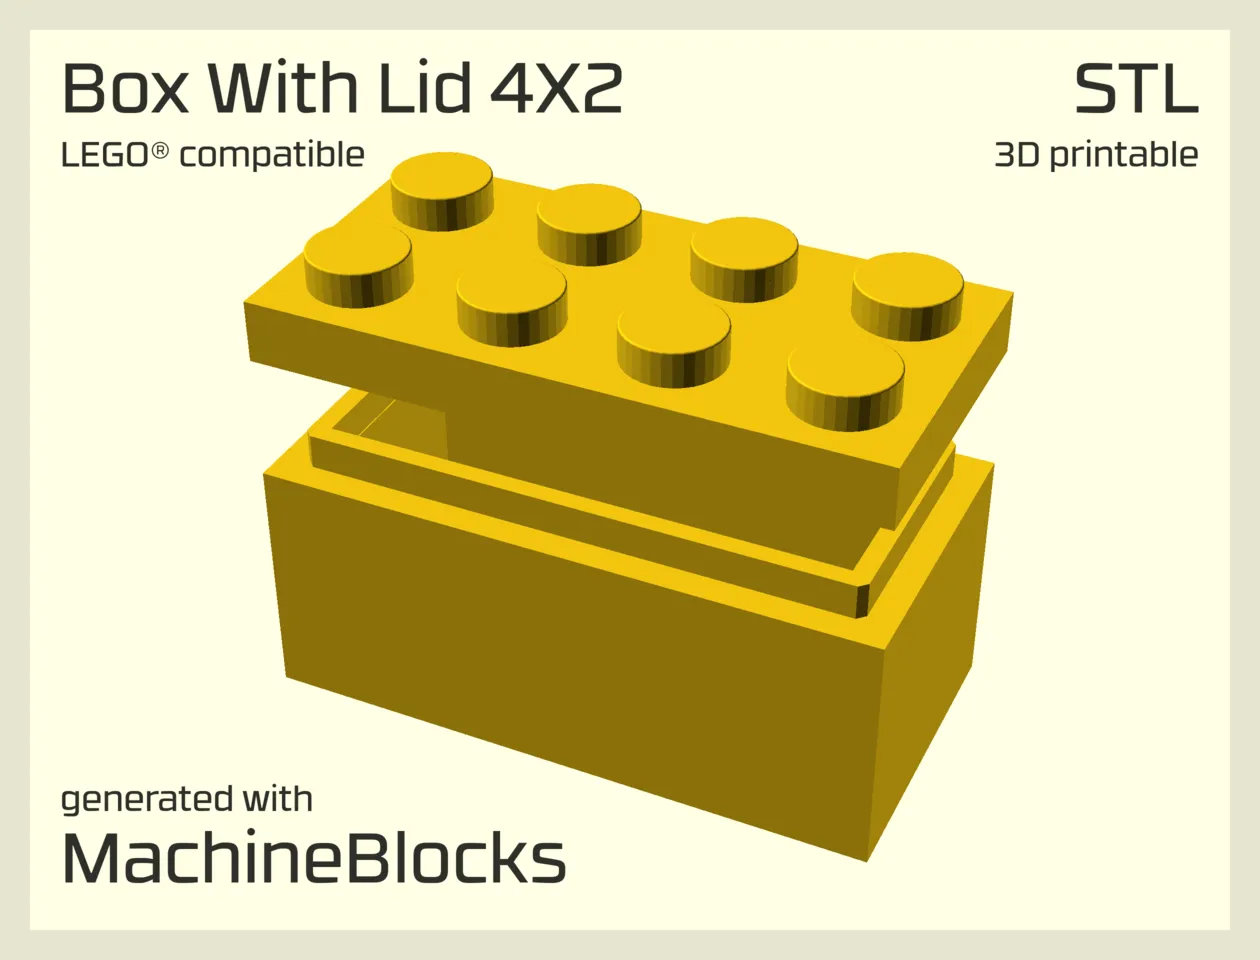 Box With Lid 4X2
LEGO® compatible
STL
3D printable
generated with
MachineBlocks